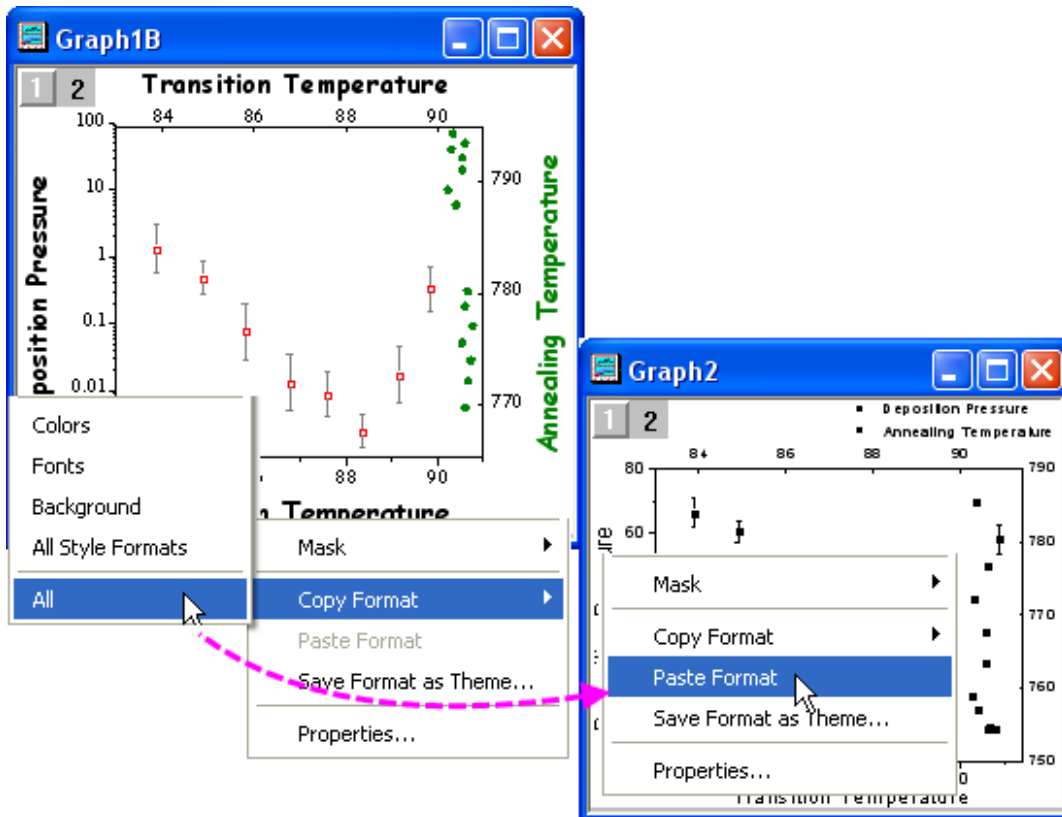 Graph1B
1 2
Transition Temperature
84 86 88 90
100
10
1
0.1
0.01
position Pressure
790
780
770
Annealing Temperature
88 90
Temperature
Colors
Fonts
Background
All Style Formats
All
Mask
Copy Format
Paste Format
Save Format as Theme...
Properties...
Graph2
1 2
Deposition Pressure
Annealing Temperature
84 86 88 90
80
60
790
780
770
760
750
Mask
Copy Format
Paste Format
Save Format as Theme...
Properties...
0
Transition Temperature